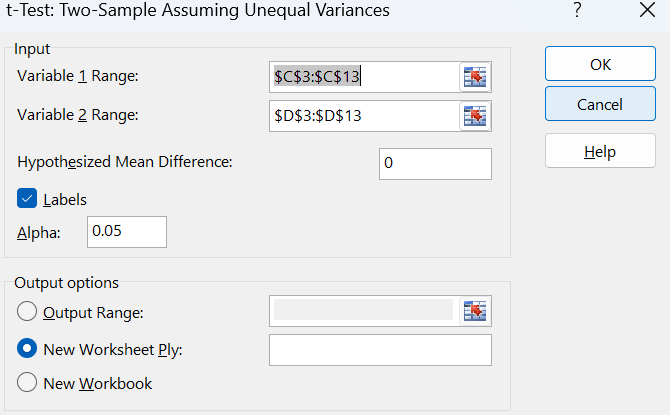 t-Test: Two-Sample Assuming Unequal Variances
?
Input
Variable 1 Range:
$C$3:$C$13
OK
Variable 2 Range:
$D$3:$D$13
Cancel
Hypothesized Mean Difference:
0
Help
Labels
Alpha:
0.05
Output options
Output Range:
New Worksheet Ply:
New Workbook